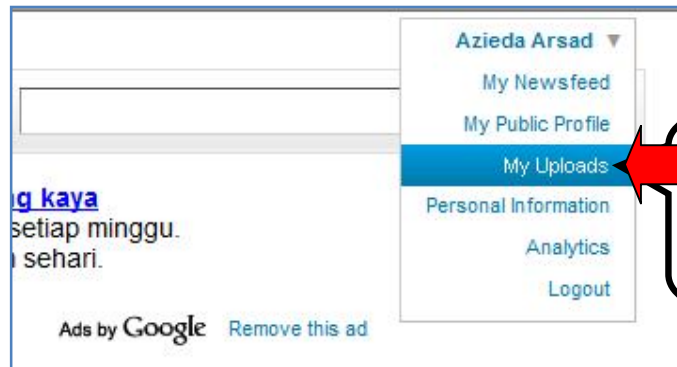 Azieda Arsad ▼
My Newsfeed
My Public Profile
My Uploads
Personal Information
Analytics
Logout
g kaya
setiap minggu.
sehari.
Ads by Google Remove this ad